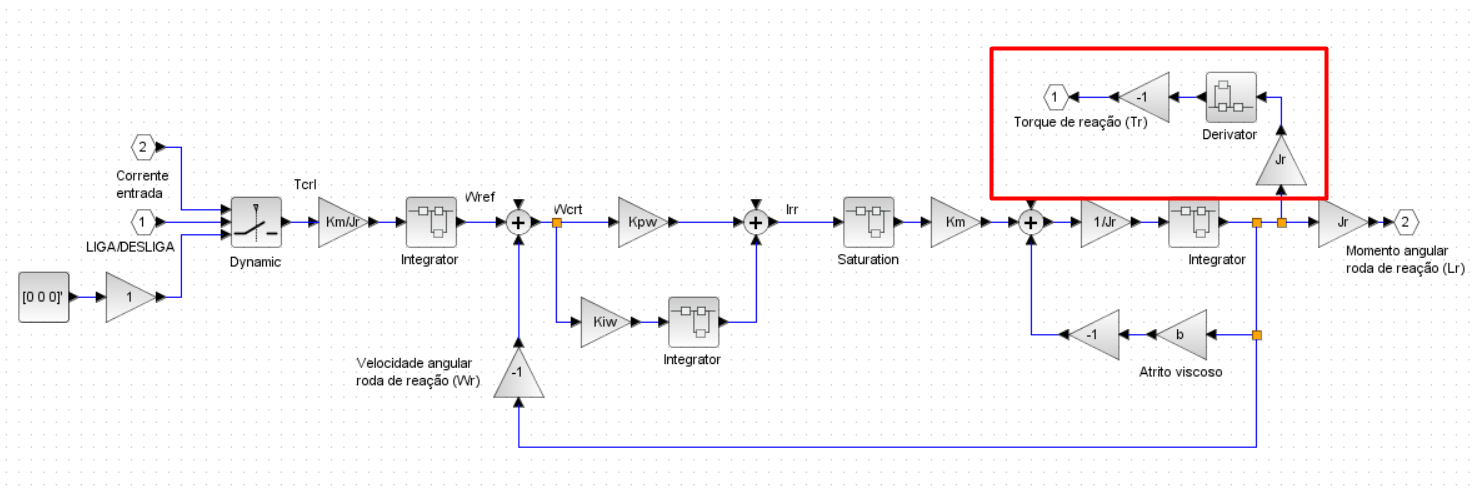 1
-1
Torque de reação (Tr)
Derivator
2
Jr
Corrente
entrada
Tcrl
Wref
Wcrt
Irr
1
Km/Jr
+
Kpw
+
Km
+
1/Jr
Jr
2
LIGA/DESLIGA
Dynamic
Integrator
Saturation
Integrator
Momento angular
roda de reação (Lr)
[0 0 0]'
1
Kiw
Integrator
-1
b
Atrito viscoso
Velocidade angular
roda de reação (Wr)
-1